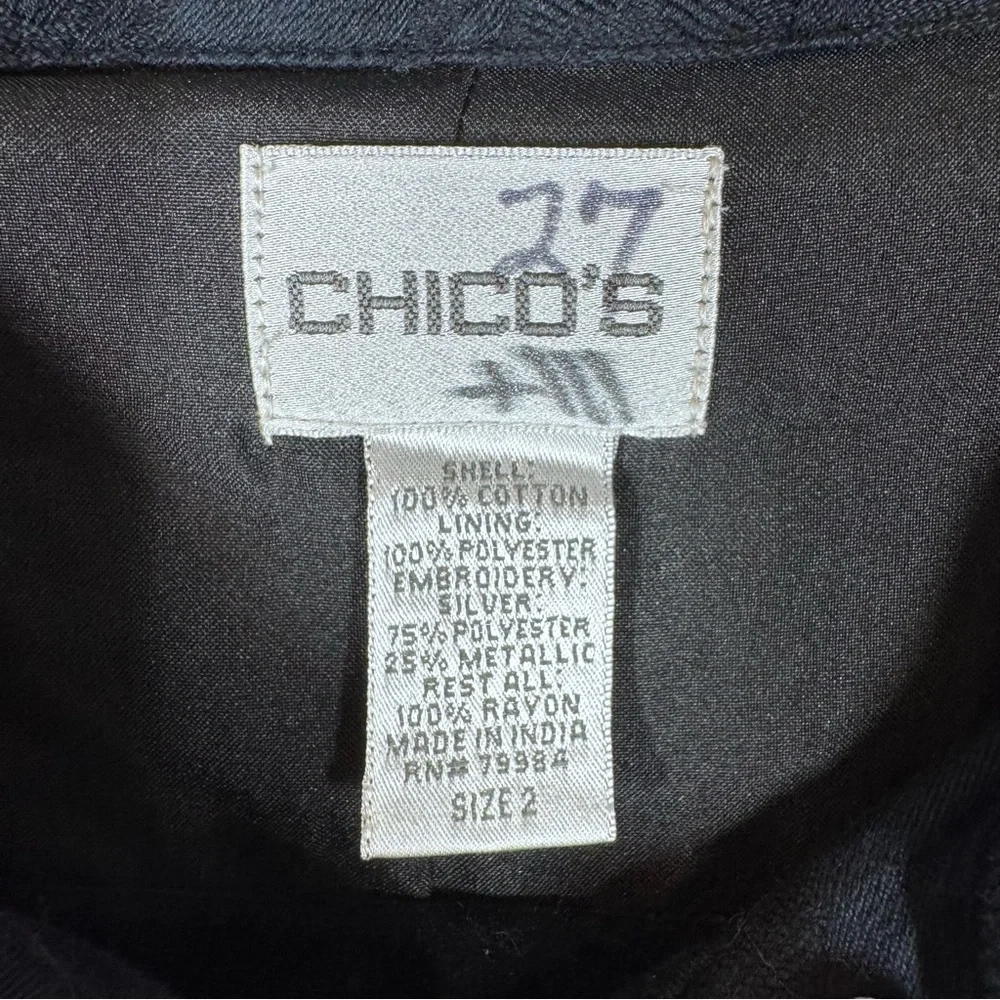 27
CHICO'S
SHELL:
100% COTTON
LINING:
100% POLYESTER
EMBROIDERY:
SILVER:
75% POLYESTER
25% METALLIC
REST ALL:
100% RAYON
MADE IN INDIA
RN# 79984
SIZE 2